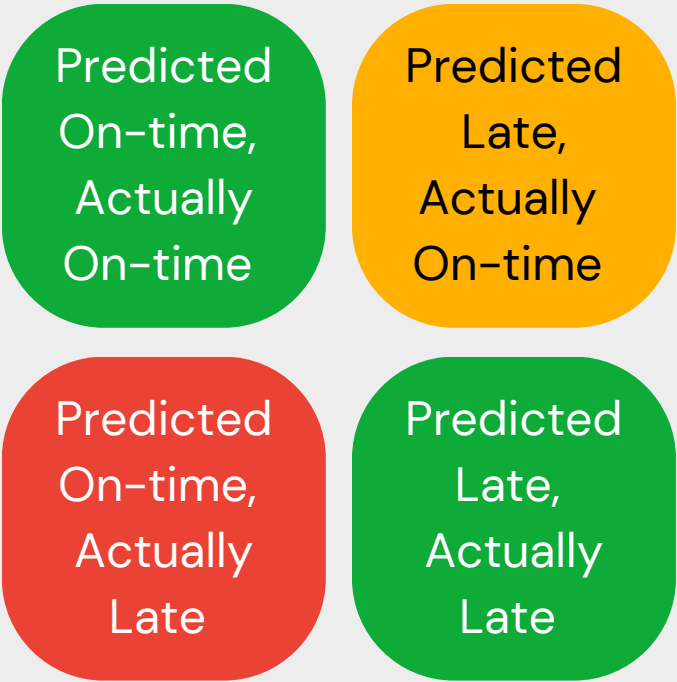 Predicted
On-time,
Actually
On-time
Predicted
Late,
Actually
On-time
Predicted
On-time,
Actually
Late
Predicted
Late,
Actually
Late